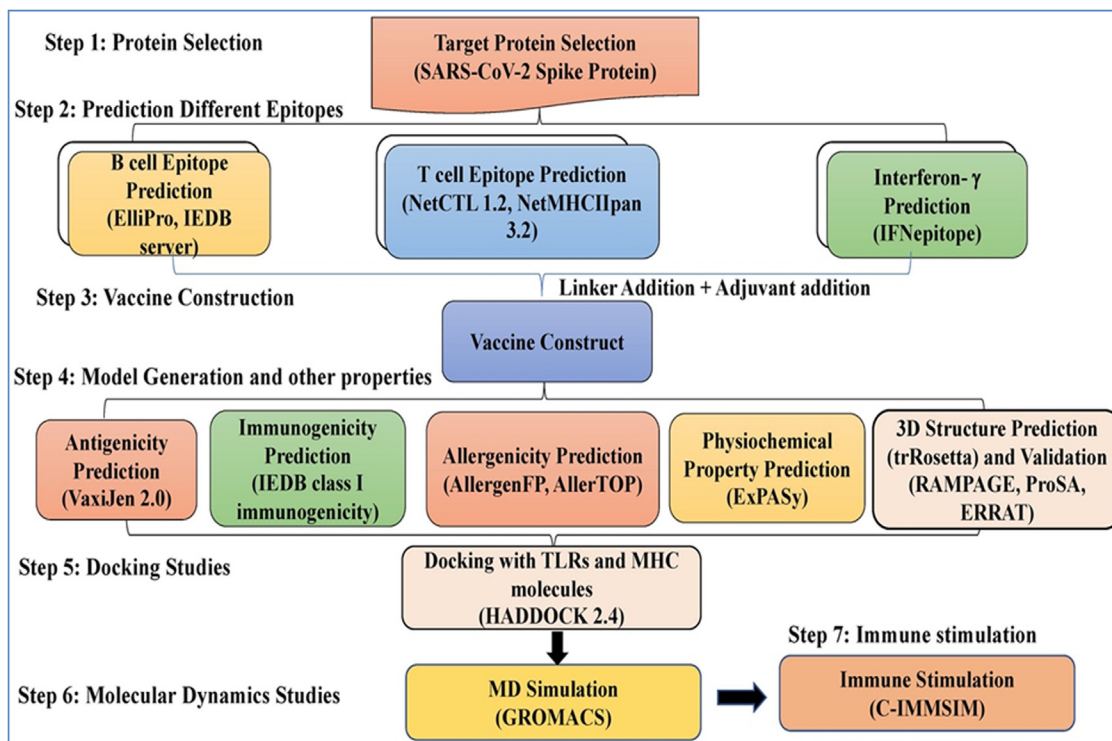 Step 1: Protein Selection
Target Protein Selection
(SARS-CoV-2 Spike Protein)
Step 2: Prediction Different Epitopes
B cell Epitope
Prediction
(ElliPro, IEDB
server)
T cell Epitope Prediction
(NetCTL 1.2, NetMHCIIpan
3.2)
Interferon- γ
Prediction
(IFNepitope)
Step 3: Vaccine Construction
Linker Addition + Adjuvant addition
Vaccine Construct
Step 4: Model Generation and other properties
Antigenicity
Prediction
(VaxiJen 2.0)
Immunogenicity
Prediction
(IEDB class I
immunogenicity)
Allergenicity Prediction
(AllergenFP, AllerTOP)
Physiochemical
Property Prediction
(ExPASy)
3D Structure Prediction
(trRosetta) and Validation
(RAMPAGE, ProSA,
ERRAT)
Step 5: Docking Studies
Docking with TLRs and MHC
molecules
(HADDOCK 2.4)
Step 7: Immune stimulation
Step 6: Molecular Dynamics Studies
MD Simulation
(GROMACS)
Immune Stimulation
(C-IMMSIM)